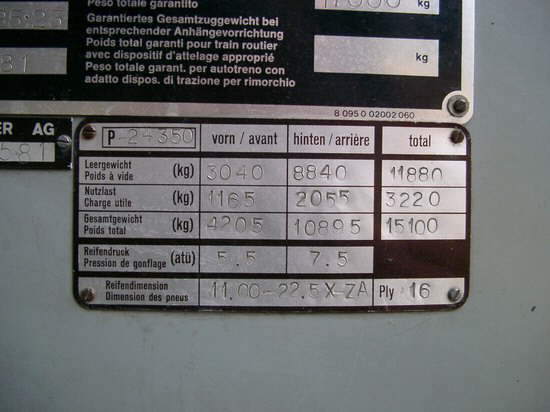 Peso totale garantito
kg
Garantiertes Gesamtzuggewicht bei
entsprechender Anhängevorrichtung
Poids total garanti pour train routier
avec dispositif d'attelage approprié
Peso totale garant. per autotreno con
adatto dispos. di trazione per rimorchio
kg
8 095 0 02002 060
ER AG
581
P-24350 vorn / avant hinten / arrière total
Leergewicht
Poids à vide (kg) 3040 8840 11880
Nutzlast
Charge utile (kg) 1165 2055 3220
Gesamtgewicht
Poids total (kg) 4205 10895 15100
Reifendruck
Pression de gonflage (atü) 5.5 7.5
Reifendimension
Dimension des pneus 11.00-22.5X-ZA Ply 16